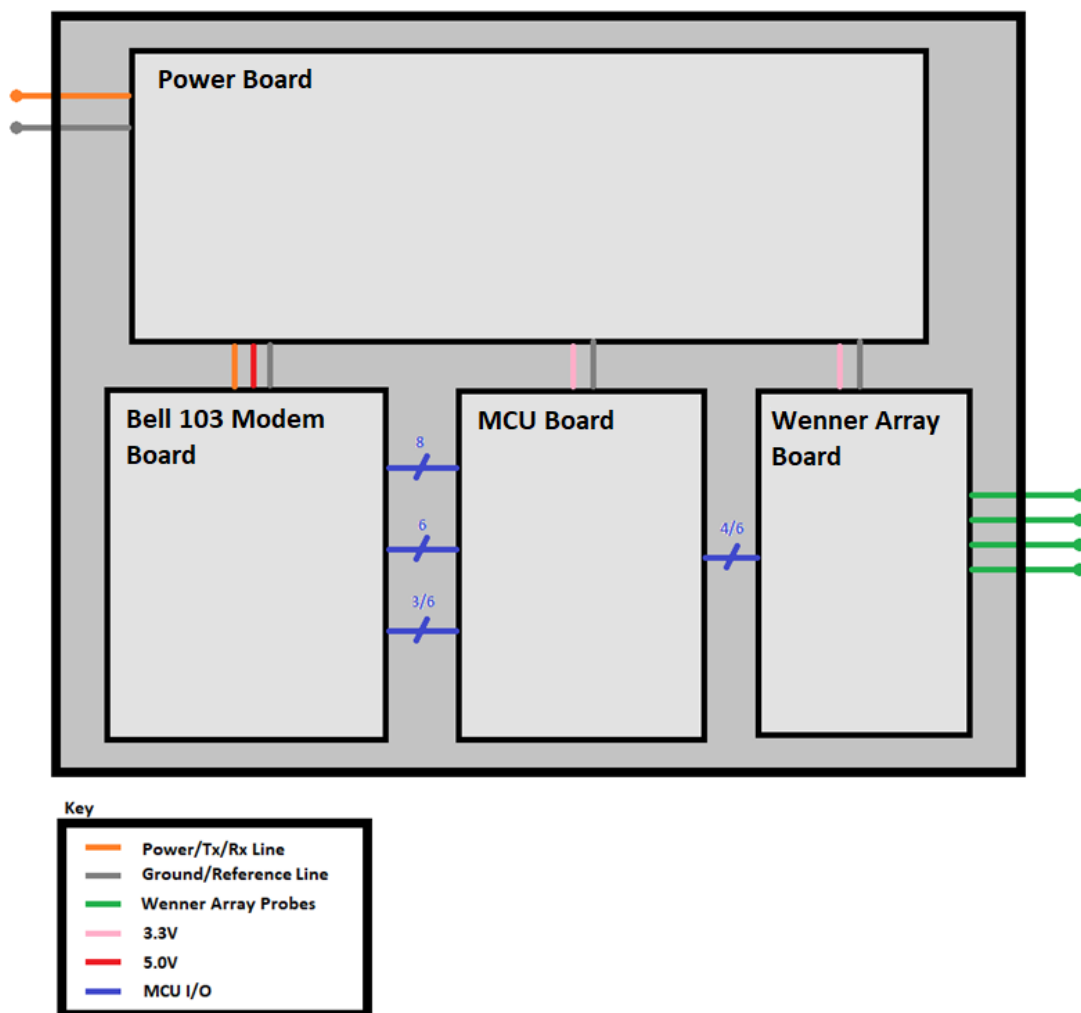 Power Board
Bell 103 Modem
Board
MCU Board
Wenner Array
Board
8
6
3/6
4/6
Key
Power/Tx/Rx Line
Ground/Reference Line
Wenner Array Probes
3.3V
5.0V
MCU I/O